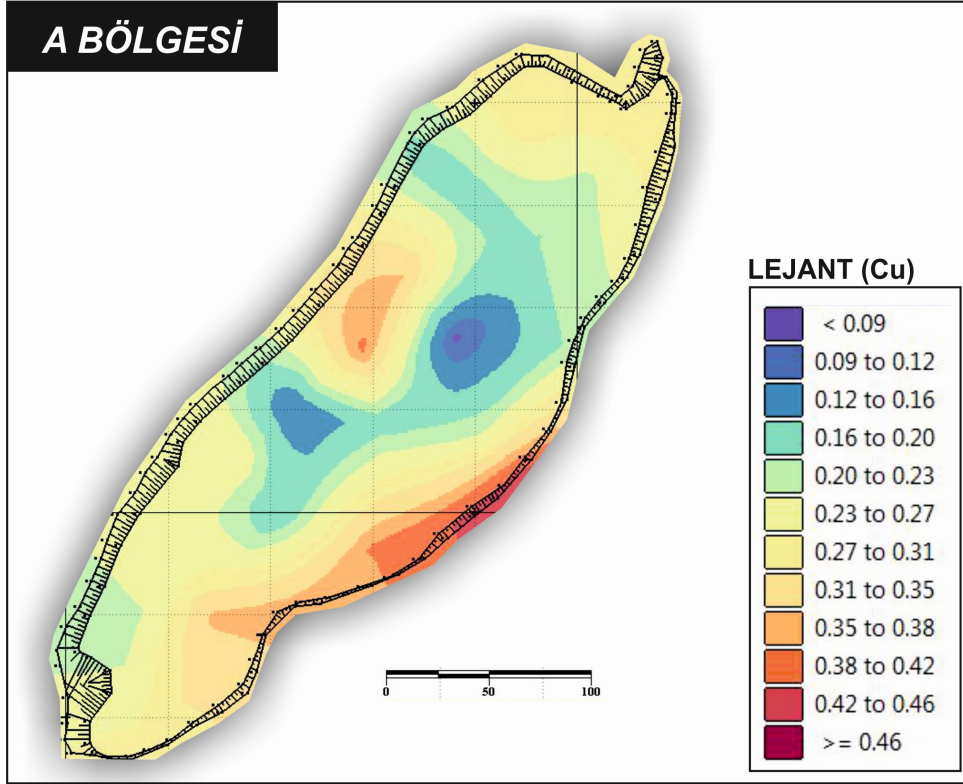 A BÖLGESİ
LEJANT (Cu)
< 0.09
0.09 to 0.12
0.12 to 0.16
0.16 to 0.20
0.20 to 0.23
0.23 to 0.27
0.27 to 0.31
0.31 to 0.35
0.35 to 0.38
0.38 to 0.42
0.42 to 0.46
>= 0.46
0 50 100